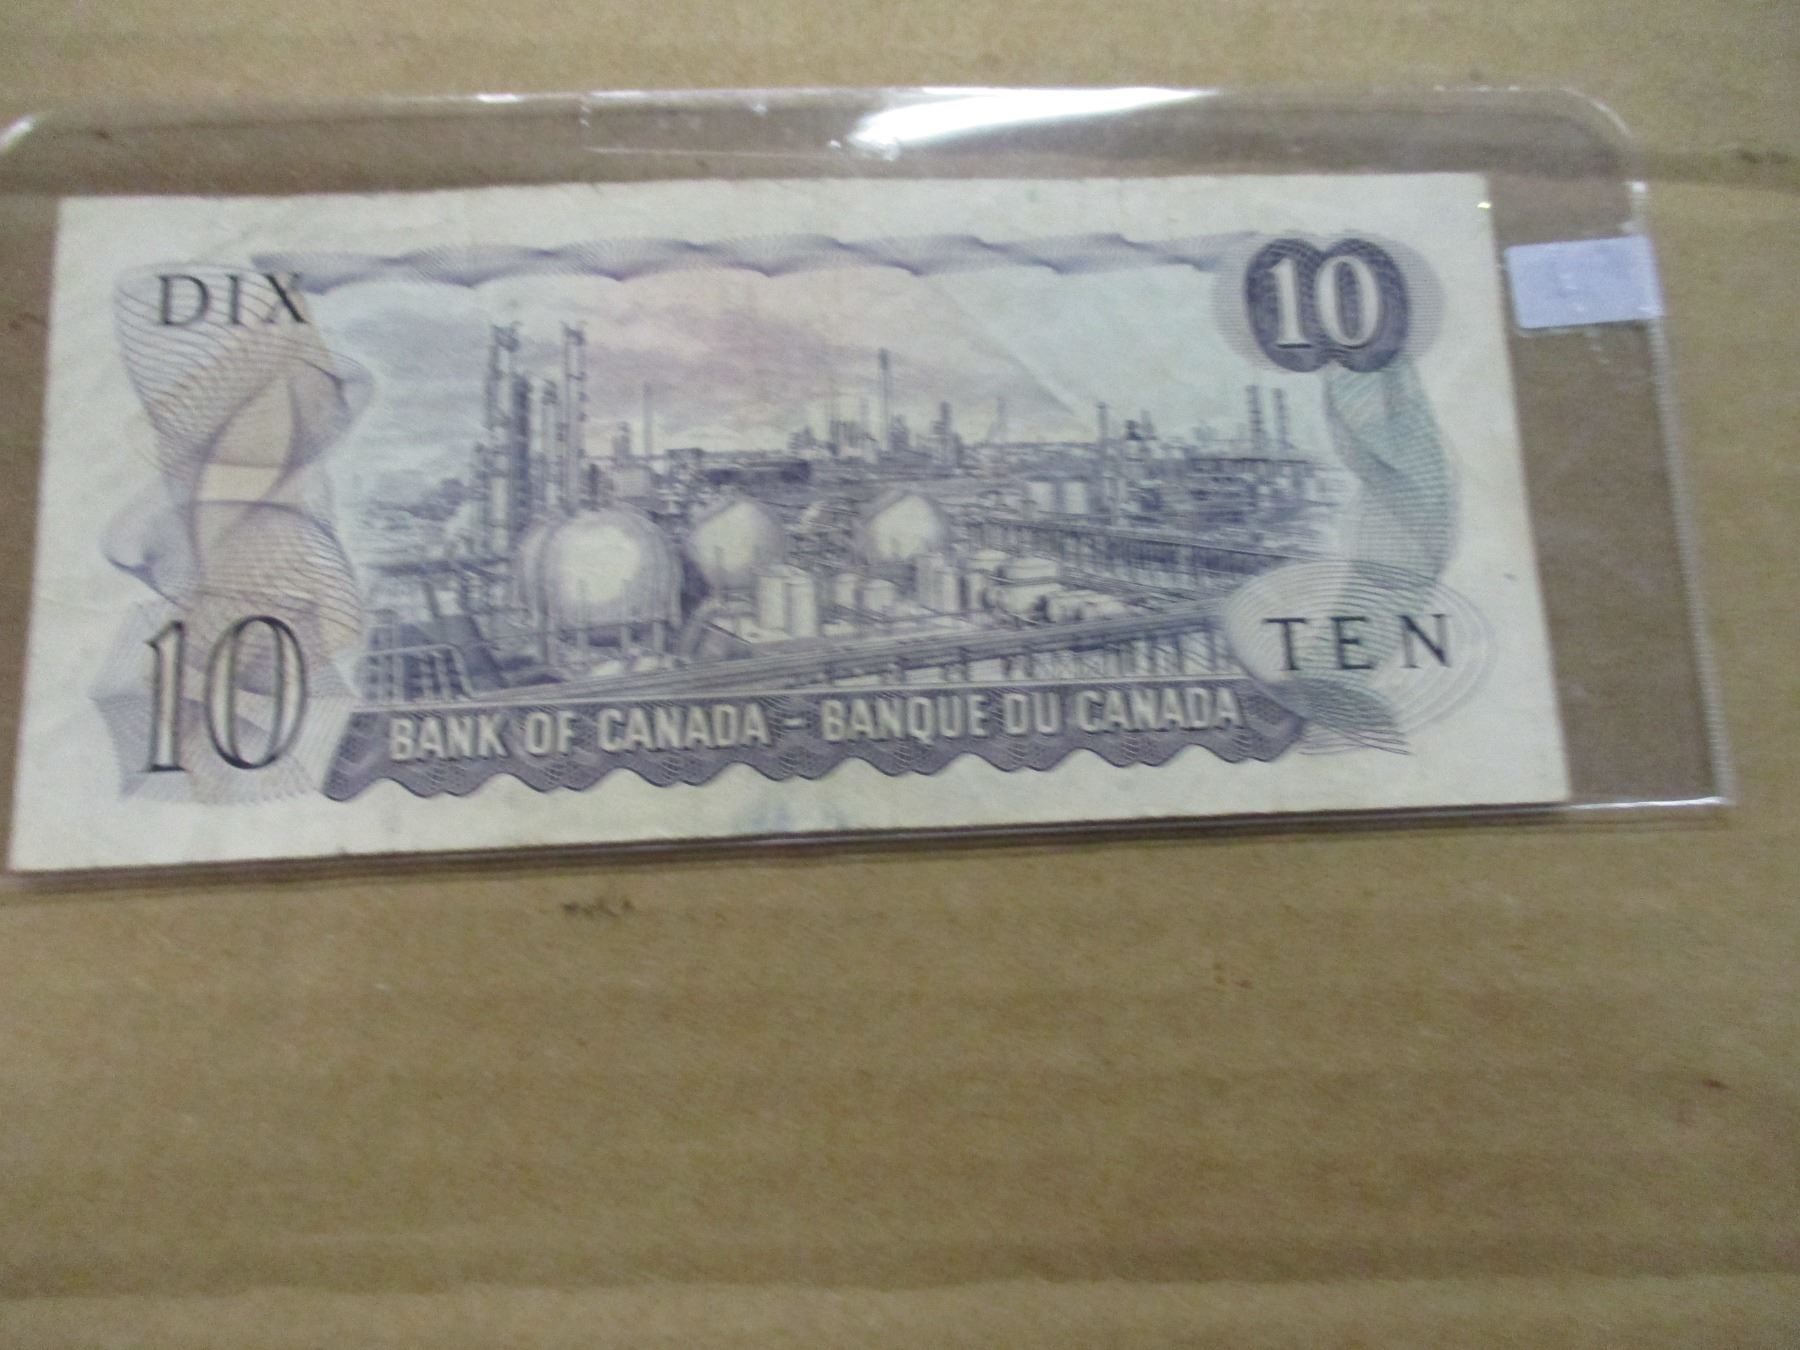 DIX
10
10
TEN
BANK OF CANADA - BANQUE DU CANADA